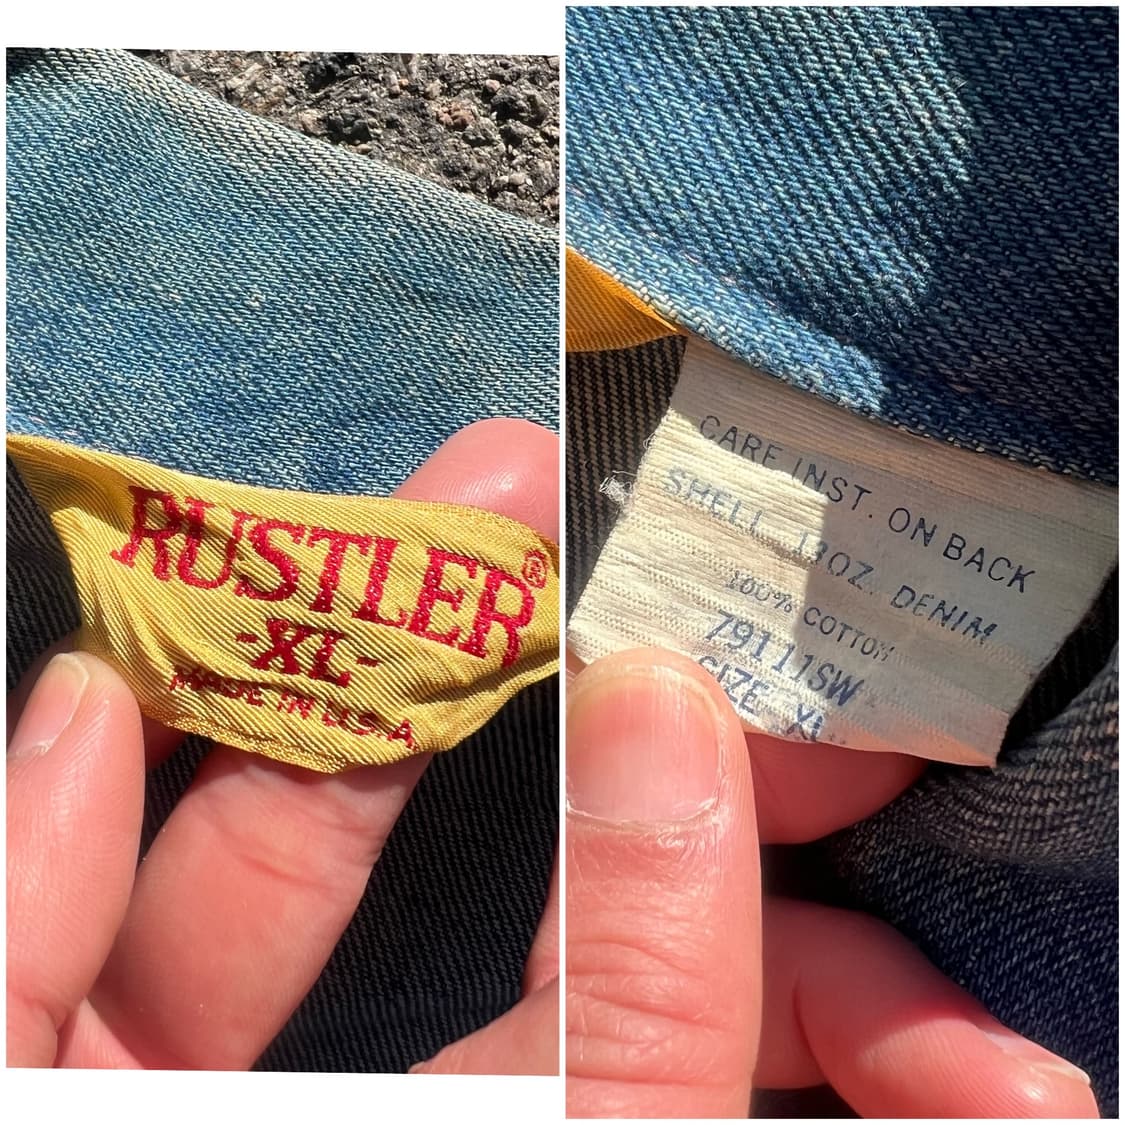 RUSTLER®
-XL-
MADE IN U.S.A.
CARE INST. ON BACK
SHELL 13OZ. DENIM
100% COTTON
79111SW
SIZE XL